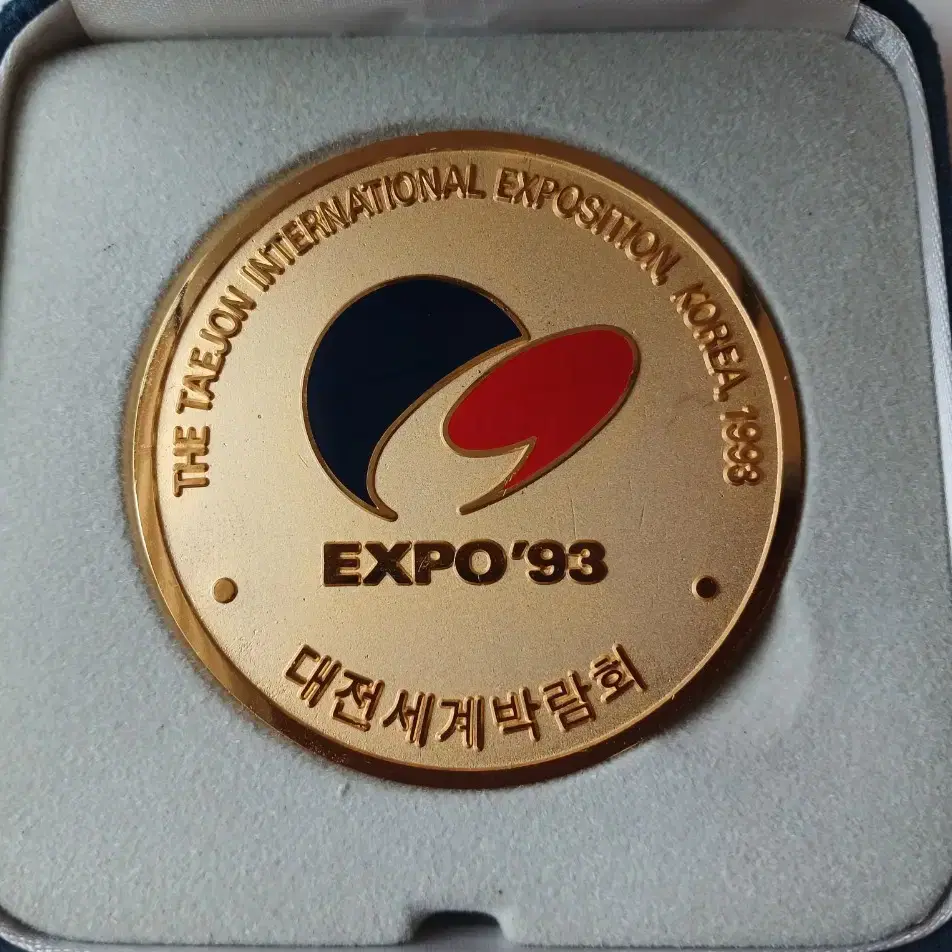 THE TAEJON INTERNATIONAL EXPOSITION, KOREA, 1993
EXPO '93
대전세계박람회